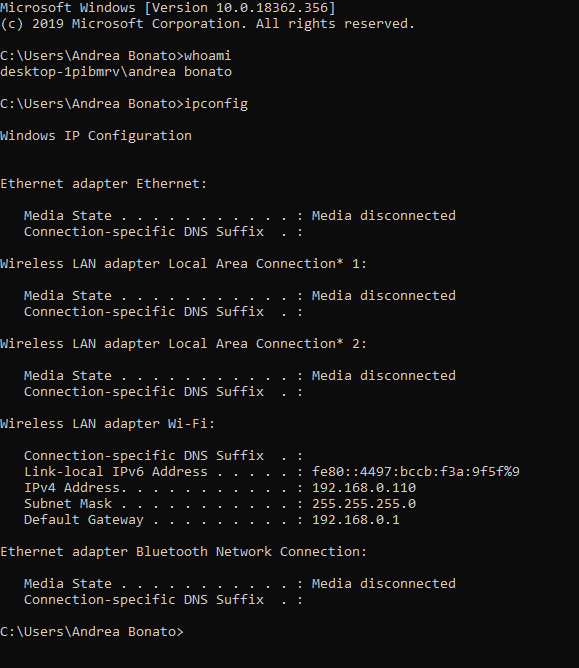 Microsoft Windows [Version 10.0.18362.356]
(c) 2019 Microsoft Corporation. All rights reserved.
C:\Users\Andrea Bonato>whoami
desktop-1pibmrv\andrea bonato
C:\Users\Andrea Bonato>ipconfig
Windows IP Configuration
Ethernet adapter Ethernet:
   Media State . . . . . . . . . . . : Media disconnected
   Connection-specific DNS Suffix  . :
Wireless LAN adapter Local Area Connection* 1:
   Media State . . . . . . . . . . . : Media disconnected
   Connection-specific DNS Suffix  . :
Wireless LAN adapter Local Area Connection* 2:
   Media State . . . . . . . . . . . : Media disconnected
   Connection-specific DNS Suffix  . :
Wireless LAN adapter Wi-Fi:
   Connection-specific DNS Suffix  . :
   Link-local IPv6 Address . . . . . : fe80::4497:bccb:f3a:9f5f%9
   IPv4 Address. . . . . . . . . . . : 192.168.0.110
   Subnet Mask . . . . . . . . . . . : 255.255.255.0
   Default Gateway . . . . . . . . . : 192.168.0.1
Ethernet adapter Bluetooth Network Connection:
   Media State . . . . . . . . . . . : Media disconnected
   Connection-specific DNS Suffix  . :
C:\Users\Andrea Bonato>